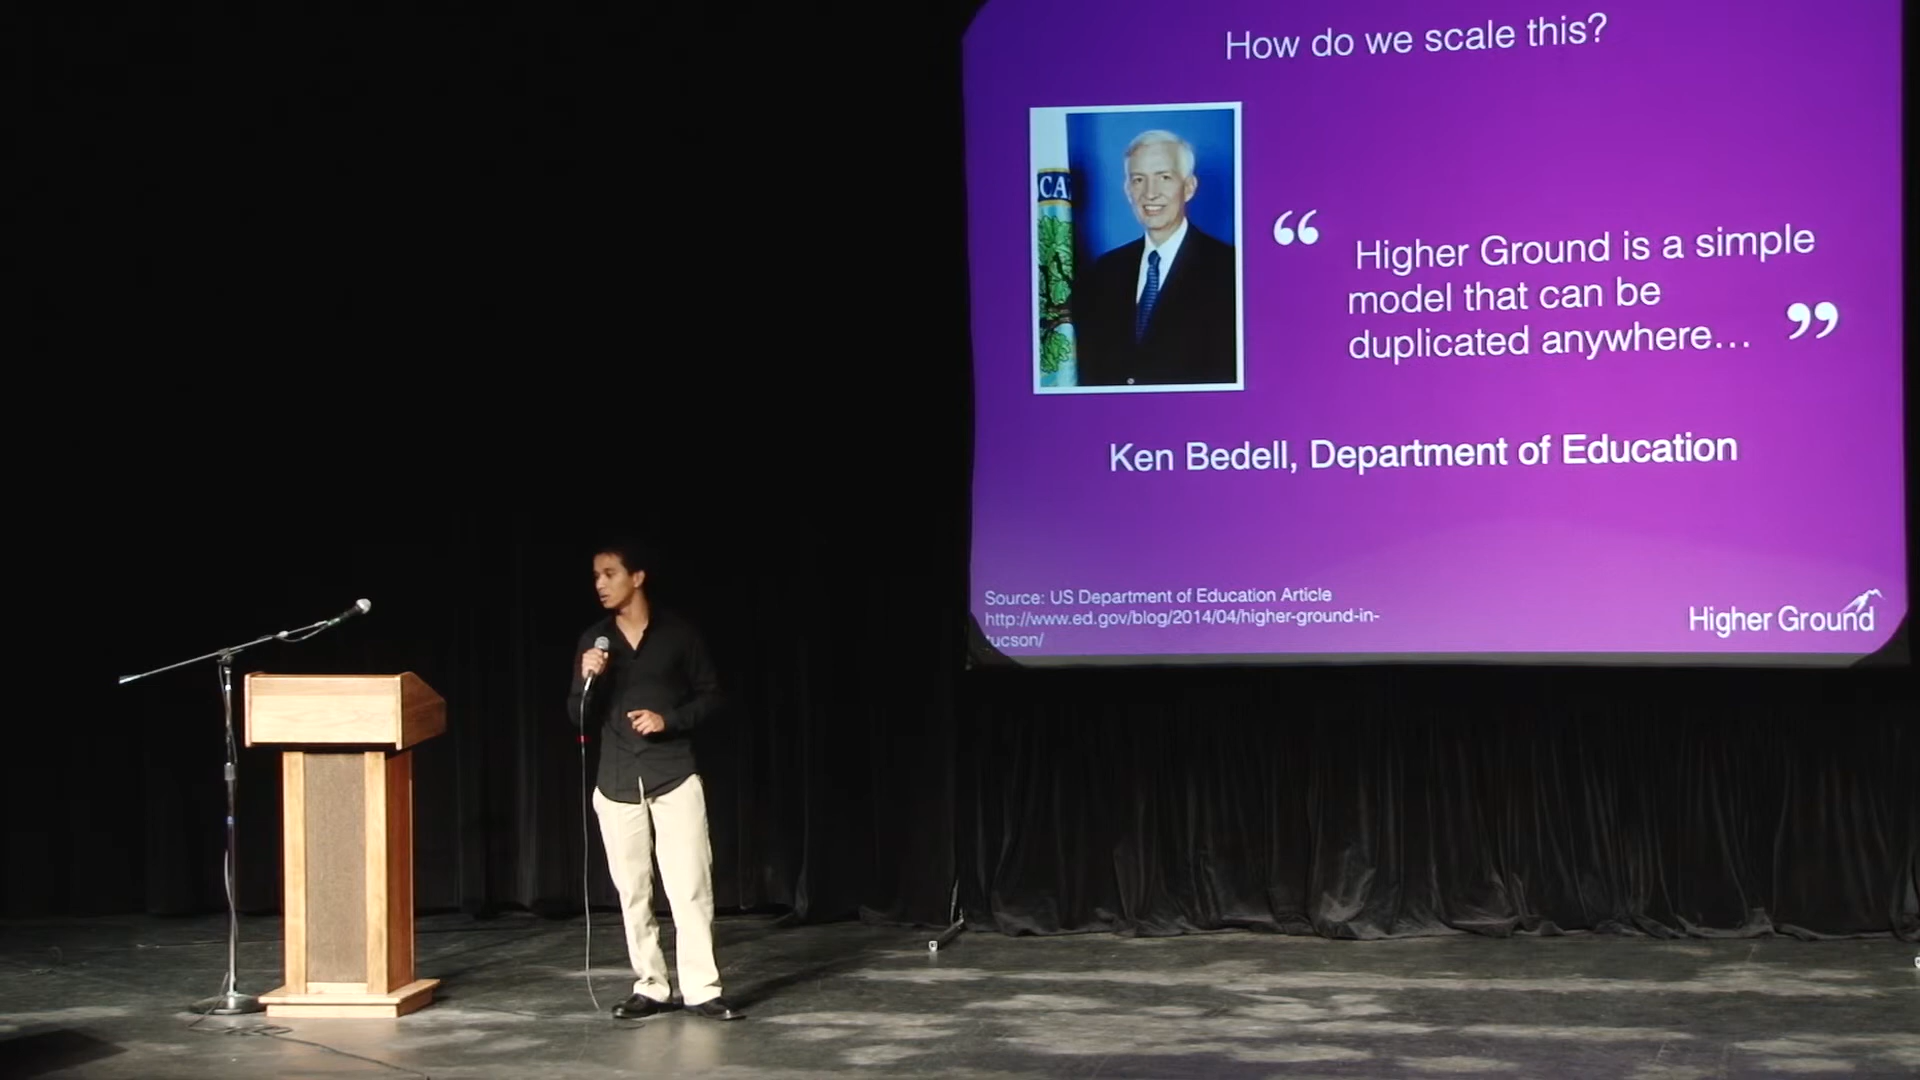 How do we scale this?
CA
“ Higher Ground is a simple
model that can be
duplicated anywhere… ”
Ken Bedell, Department of Education
Source: US Department of Education Article
http://www.ed.gov/blog/2014/04/higher-ground-in-
tucson/
Higher Ground